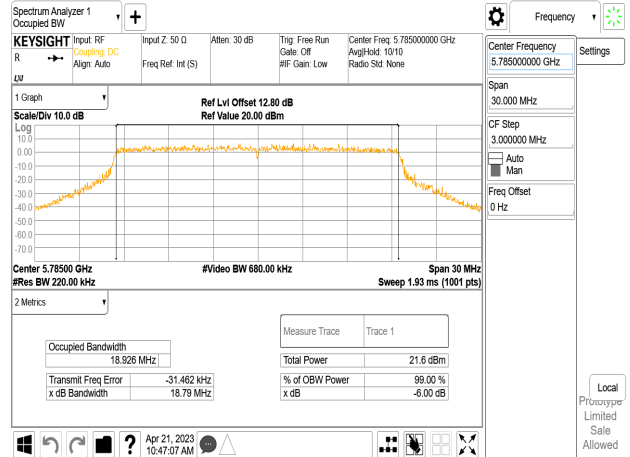 Spectrum Analyzer 1
Occupied BW
Frequency
KEYSIGHT
R
LXI
Input: RF
Coupling: DC
Align: Auto
Input Z: 50 Ω
Freq Ref: Int (S)
Atten: 30 dB
Trig: Free Run
Gate: Off
#IF Gain: Low
Center Freq: 5.785000000 GHz
Avg|Hold: 10/10
Radio Std: None
Center Frequency
5.785000000 GHz
Settings
Span
30.000 MHz
CF Step
3.000000 MHz
Auto
Man
Freq Offset
0 Hz
1 Graph
Scale/Div 10.0 dB
Ref Lvl Offset 12.80 dB
Ref Value 20.00 dBm
Log
10.0
0.00
-10.0
-20.0
-30.0
-40.0
-50.0
-60.0
-70.0
Center 5.78500 GHz
#Video BW 680.00 kHz
Span 30 MHz
#Res BW 220.00 kHz
Sweep 1.93 ms (1001 pts)
2 Metrics
Measure Trace
Trace 1
Occupied Bandwidth
18.926 MHz
Total Power
21.6 dBm
Transmit Freq Error
-31.462 kHz
% of OBW Power
99.00 %
x dB Bandwidth
18.79 MHz
x dB
-6.00 dB
Local
Prototype
Limited
Sale
Allowed
?
Apr 21, 2023
10:47:07 AM